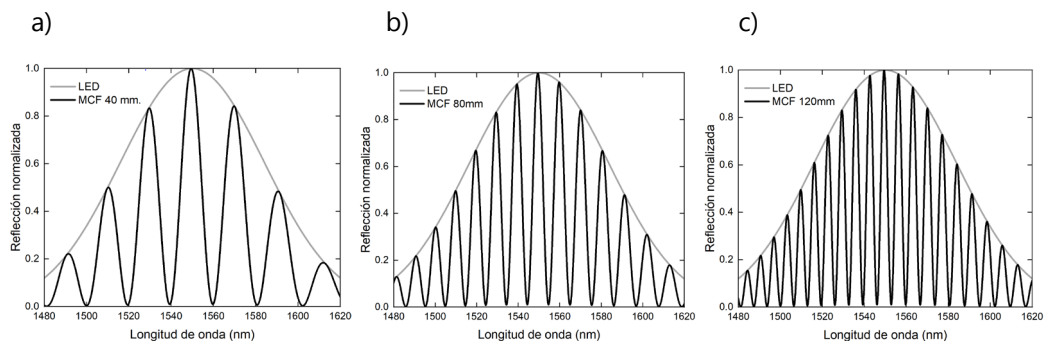 a)
b)
c)
Reflección normalizada
1.0
0.8
0.6
0.4
0.2
0.0
LED
MCF 40 mm.
1480 1500 1520 1540 1560 1580 1600 1620
Longitud de onda (nm)
Reflección normalizada
1.0
0.8
0.6
0.4
0.2
0.0
LED
MCF 80mm
1480 1500 1520 1540 1560 1580 1600 1620
Longitud de onda (nm)
Reflección normalizada
1.0
0.8
0.6
0.4
0.2
0.0
LED
MCF 120mm
1480 1500 1520 1540 1560 1580 1600 1620
Longitud de onda (nm)